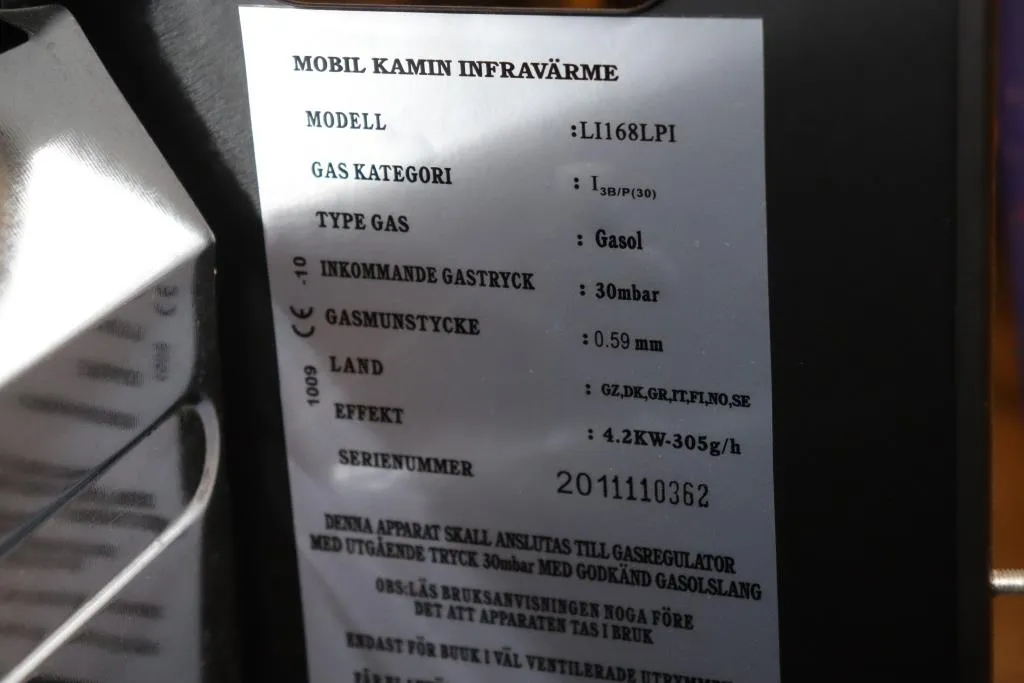 MOBIL KAMIN INFRAVÄRME
MODELL :LI168LPI
GAS KATEGORI : I3B/P(30)
TYPE GAS : Gasol
INKOMMANDE GASTRYCK : 30mbar
GASMUNSTYCKE : 0.59 mm
LAND : GZ,DK,GR,IT,FI,NO,SE
EFFEKT : 4.2KW-305g/h
SERIENUMMER 2011110362
1009 CE -10
DENNA APPARAT SKALL ANSLUTAS TILL GASREGULATOR
MED UTGÅENDE TRYCK 30mbar MED GODKÄND GASOLSLANG
OBS:LÄS BRUKSANVISNINGEN NOGA FÖRE
DET ATT APPARATEN TAS I BRUK
ENDAST FÖR BUUK I VÄL VENTILERADE